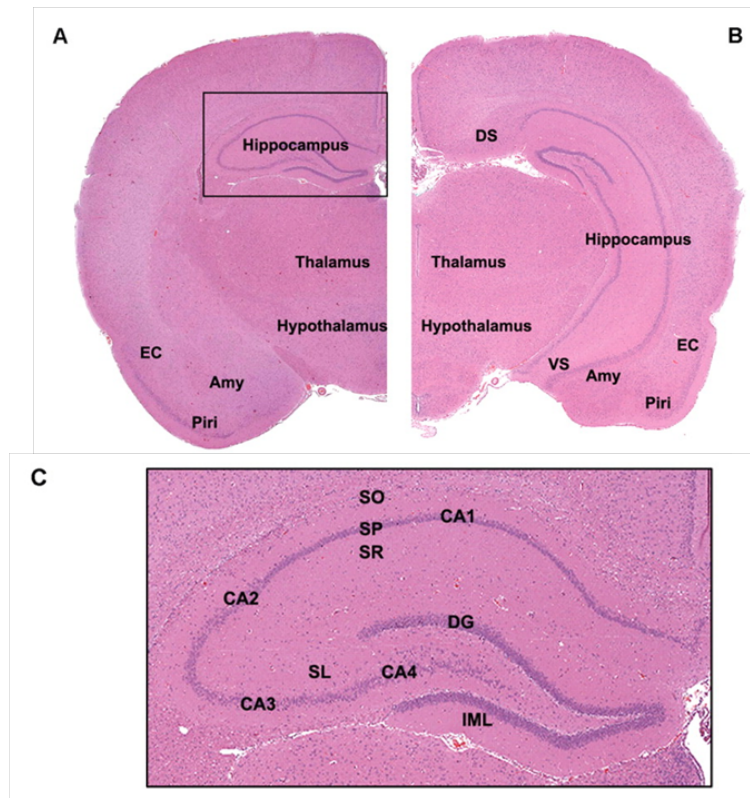 A
B
DS
Hippocampus
Hippocampus
Thalamus
Thalamus
Hypothalamus
Hypothalamus
EC
EC
VS
Amy
Amy
Piri
Piri
C
SO
CA1
SP
SR
CA2
DG
SL
CA4
CA3
IML